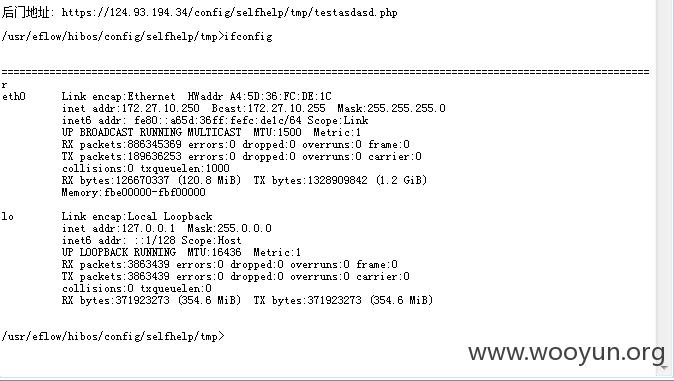 后门地址: https://124.93.194.34/config/selfhelp/tmp/testasdasd.php
/usr/eflow/hibos/config/selfhelp/tmp>ifconfig
================================================================================================
r
eth0 Link encap:Ethernet HWaddr A4:5D:36:FC:DE:1C
inet addr:172.27.10.250 Bcast:172.27.10.255 Mask:255.255.255.0
inet6 addr: fe80::a65d:36ff:fefc:de1c/64 Scope:Link
UP BROADCAST RUNNING MULTICAST MTU:1500 Metric:1
RX packets:886345369 errors:0 dropped:0 overruns:0 frame:0
TX packets:189636253 errors:0 dropped:0 overruns:0 carrier:0
collisions:0 txqueuelen:1000
RX bytes:126670337 (120.8 MiB) TX bytes:1328909842 (1.2 GiB)
Memory:fbe00000-fbf00000
lo Link encap:Local Loopback
inet addr:127.0.0.1 Mask:255.0.0.0
inet6 addr: ::1/128 Scope:Host
UP LOOPBACK RUNNING MTU:16436 Metric:1
RX packets:3863439 errors:0 dropped:0 overruns:0 frame:0
TX packets:3863439 errors:0 dropped:0 overruns:0 carrier:0
collisions:0 txqueuelen:0
RX bytes:371923273 (354.6 MiB) TX bytes:371923273 (354.6 MiB)
/usr/eflow/hibos/config/selfhelp/tmp>
www.wooyun.org